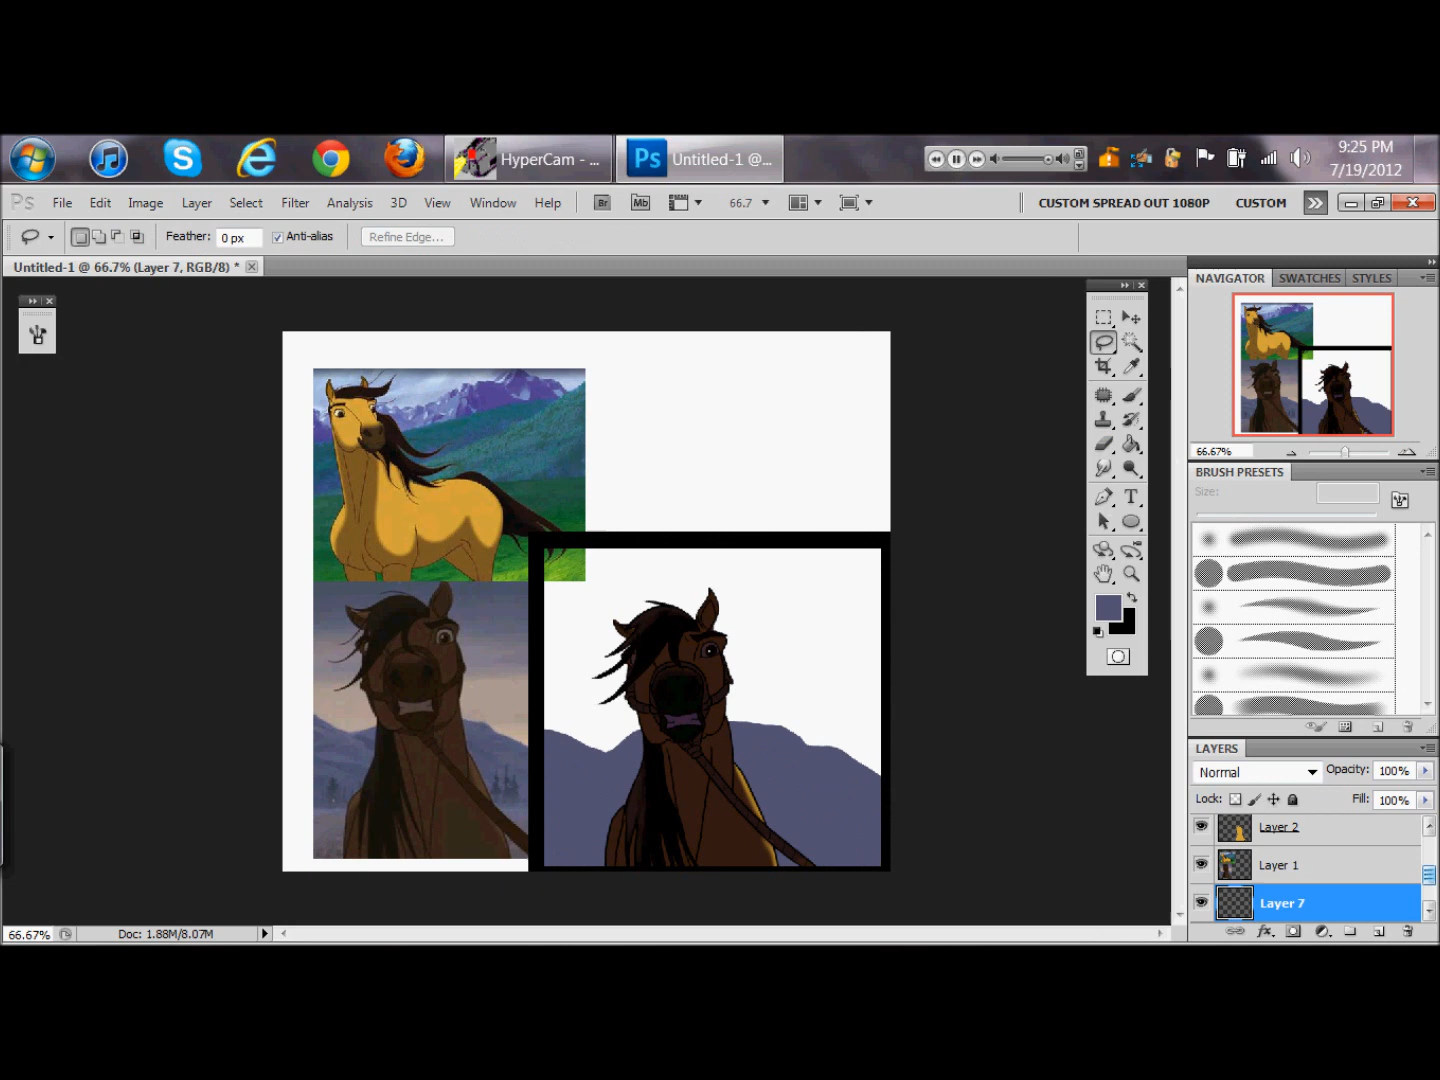 HyperCam - ...
Ps
Untitled-1 @...
9:25 PM
7/19/2012
Ps
File
Edit
Image
Layer
Select
Filter
Analysis
3D
View
Window
Help
Br
Mb
66.7
CUSTOM SPREAD OUT 1080P
CUSTOM
Feather: 0 px
Anti-alias
Refine Edge...
Untitled-1 @ 66.7% (Layer 7, RGB/8) *
NAVIGATOR
SWATCHES
STYLES
66.67%
BRUSH PRESETS
Size:
LAYERS
Normal
Opacity: 100%
Lock:
Fill: 100%
Layer 2
Layer 1
Layer 7
66.67%
Doc: 1.88M/8.07M
fx